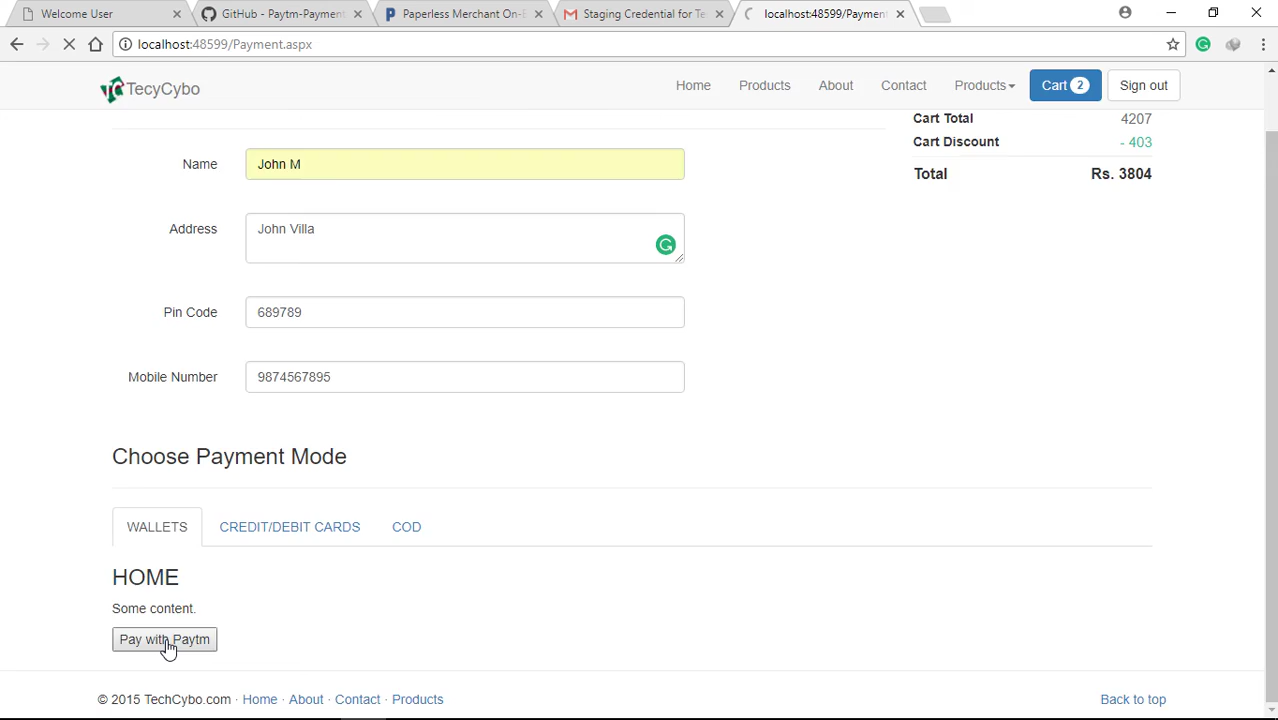 Welcome User
GitHub - Paytm-Payment
Paperless Merchant On-
Staging Credential for Te
localhost:48599/Paymen
localhost:48599/Payment.aspx
TecyCybo
Home
Products
About
Contact
Products
Cart 2
Sign out
Cart Total 4207
Cart Discount - 403
Total Rs. 3804
Name John M
Address John Villa
Pin Code 689789
Mobile Number 9874567895
Choose Payment Mode
WALLETS CREDIT/DEBIT CARDS COD
HOME
Some content.
Pay with Paytm
© 2015 TechCybo.com · Home · About · Contact · Products
Back to top